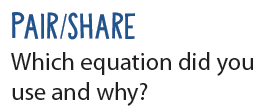 PAIR/SHARE
Which equation did you
use and why?